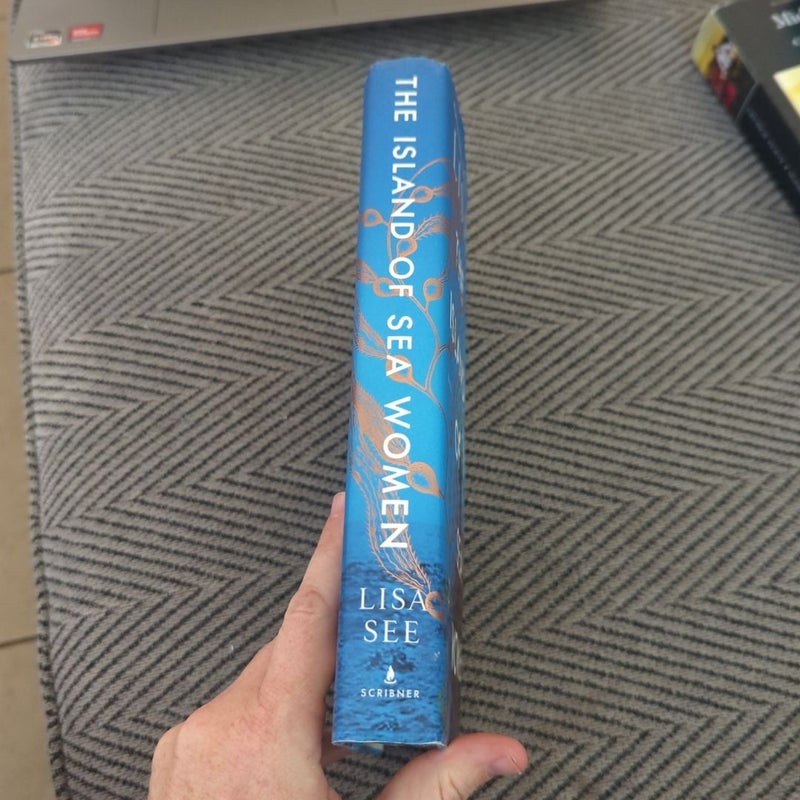 THE ISLAND OF SEA WOMEN
LISA
SEE
SCRIBNER